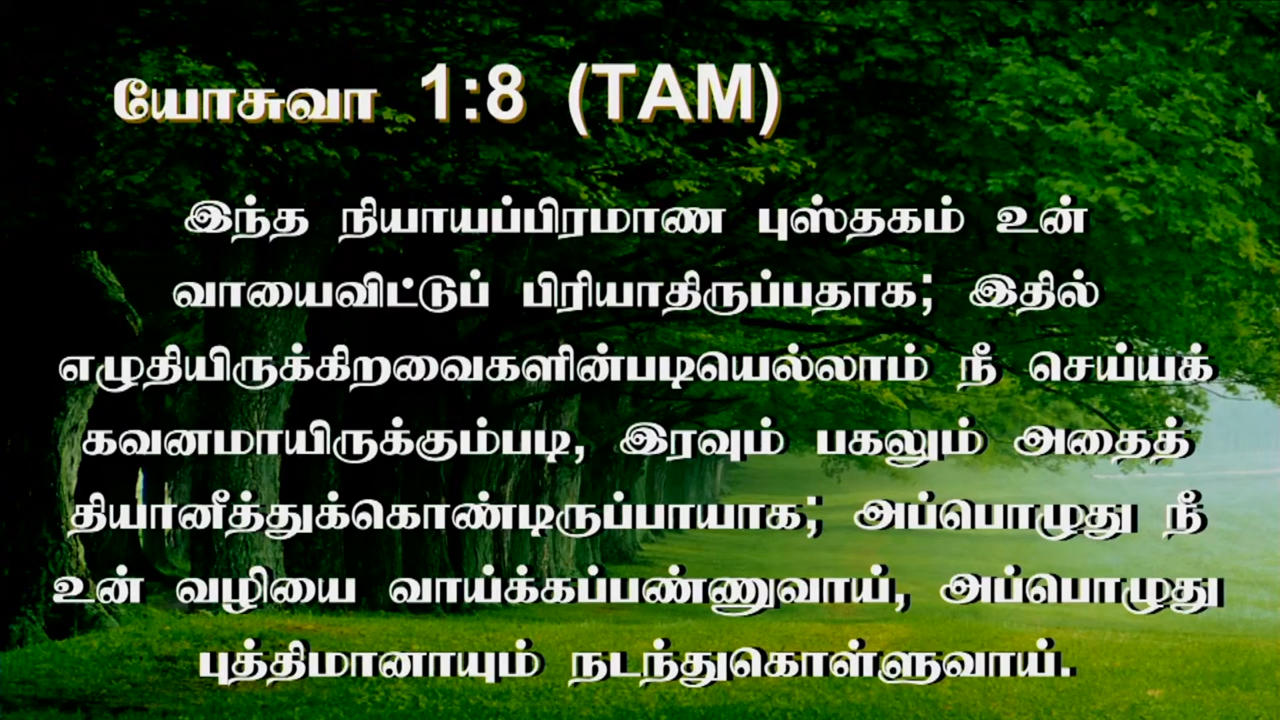 யோசுவா 1:8 (TAM)
இந்த நியாயப்பிரமாண புஸ்தகம் உன்
வாயைவிட்டுப் பிரியாதிருப்பதாக; இதில்
எழுதியிருக்கிறவைகளின்படியெல்லாம் நீ செய்யக்
கவனமாயிருக்கும்படி, இரவும் பகலும் அதைத்
தியானீத்துக்கொண்டிருப்பாயாக; அப்பொழுது நீ
உன் வழியை வாய்க்கப்பண்ணுவாய், அப்பொழுது
புத்திமானாயும் நடந்துகொள்ளுவாய்.